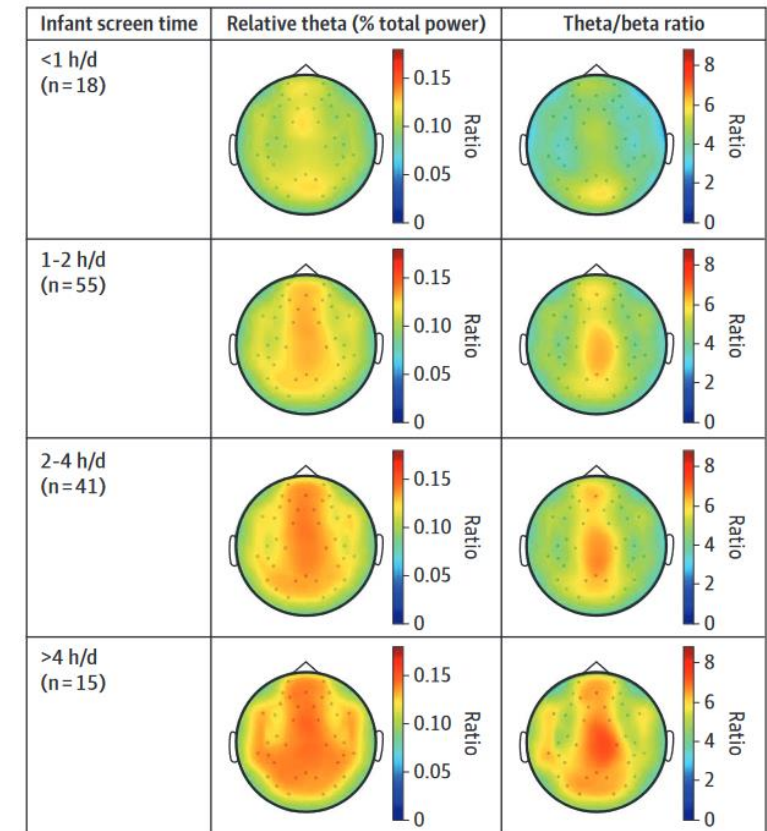 Infant screen time Relative theta (% total power) Theta/beta ratio
<1 h/d
(n=18)
0.15
0.10
0.05
0
Ratio
8
6
4
2
0
Ratio
1-2 h/d
(n=55)
0.15
0.10
0.05
0
Ratio
8
6
4
2
0
Ratio
2-4 h/d
(n=41)
0.15
0.10
0.05
0
Ratio
8
6
4
2
0
Ratio
>4 h/d
(n=15)
0.15
0.10
0.05
0
Ratio
8
6
4
2
0
Ratio